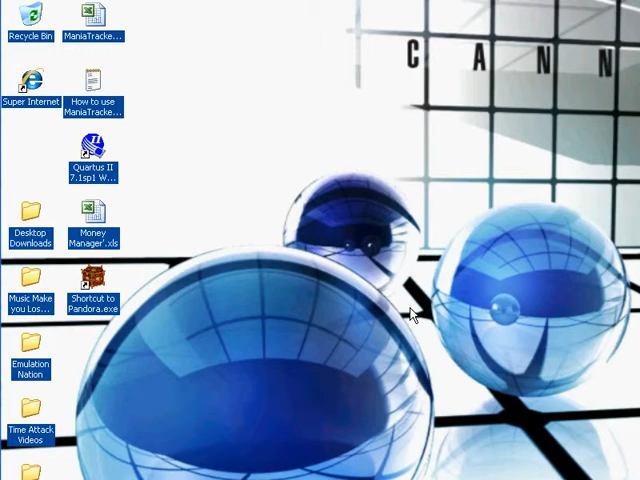 C A N N
Recycle Bin
ManiaTracke...
Super Internet
How to use
ManiaTracke...
Quartus II
7.1sp1 W...
Desktop
Downloads
Money
Manager'.xls
Music Make
you Los...
Shortcut to
Pandora.exe
Emulation
Nation
Time Attack
Videos